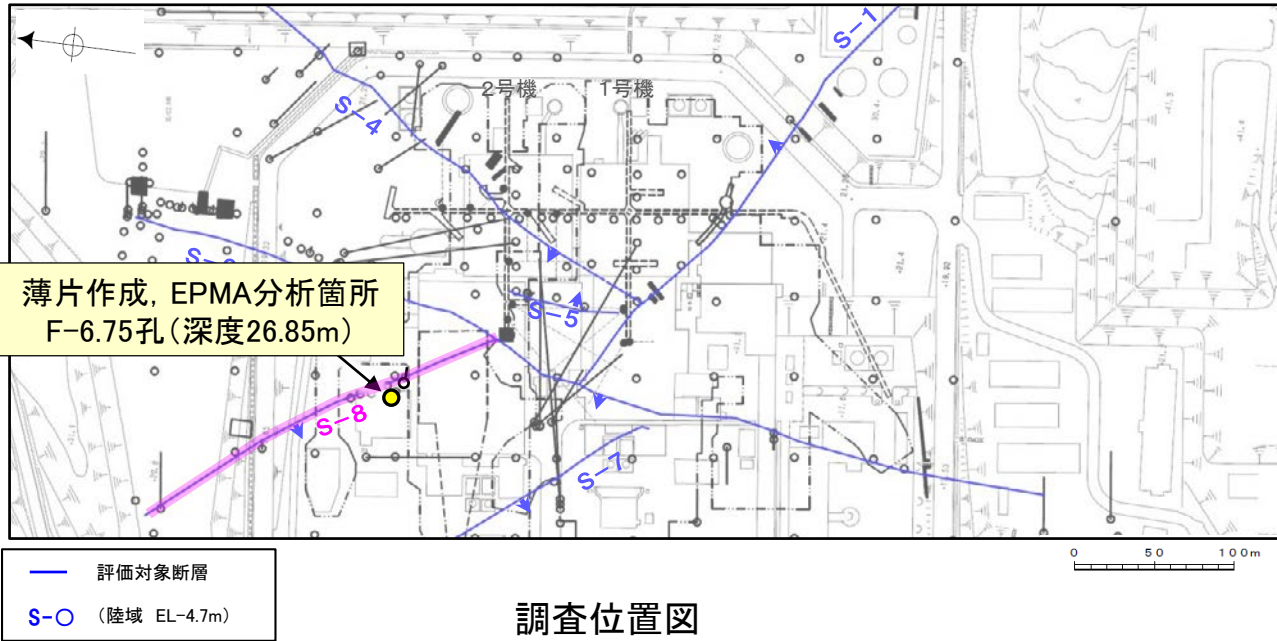 S-1
2号機
1号機
S-4
薄片作成, EPMA分析箇所
F-6.75孔(深度26.85m)
S-5
S-8
S-7
評価対象断層
S-○ (陸域 EL-4.7m)
0 50 100m
調査位置図